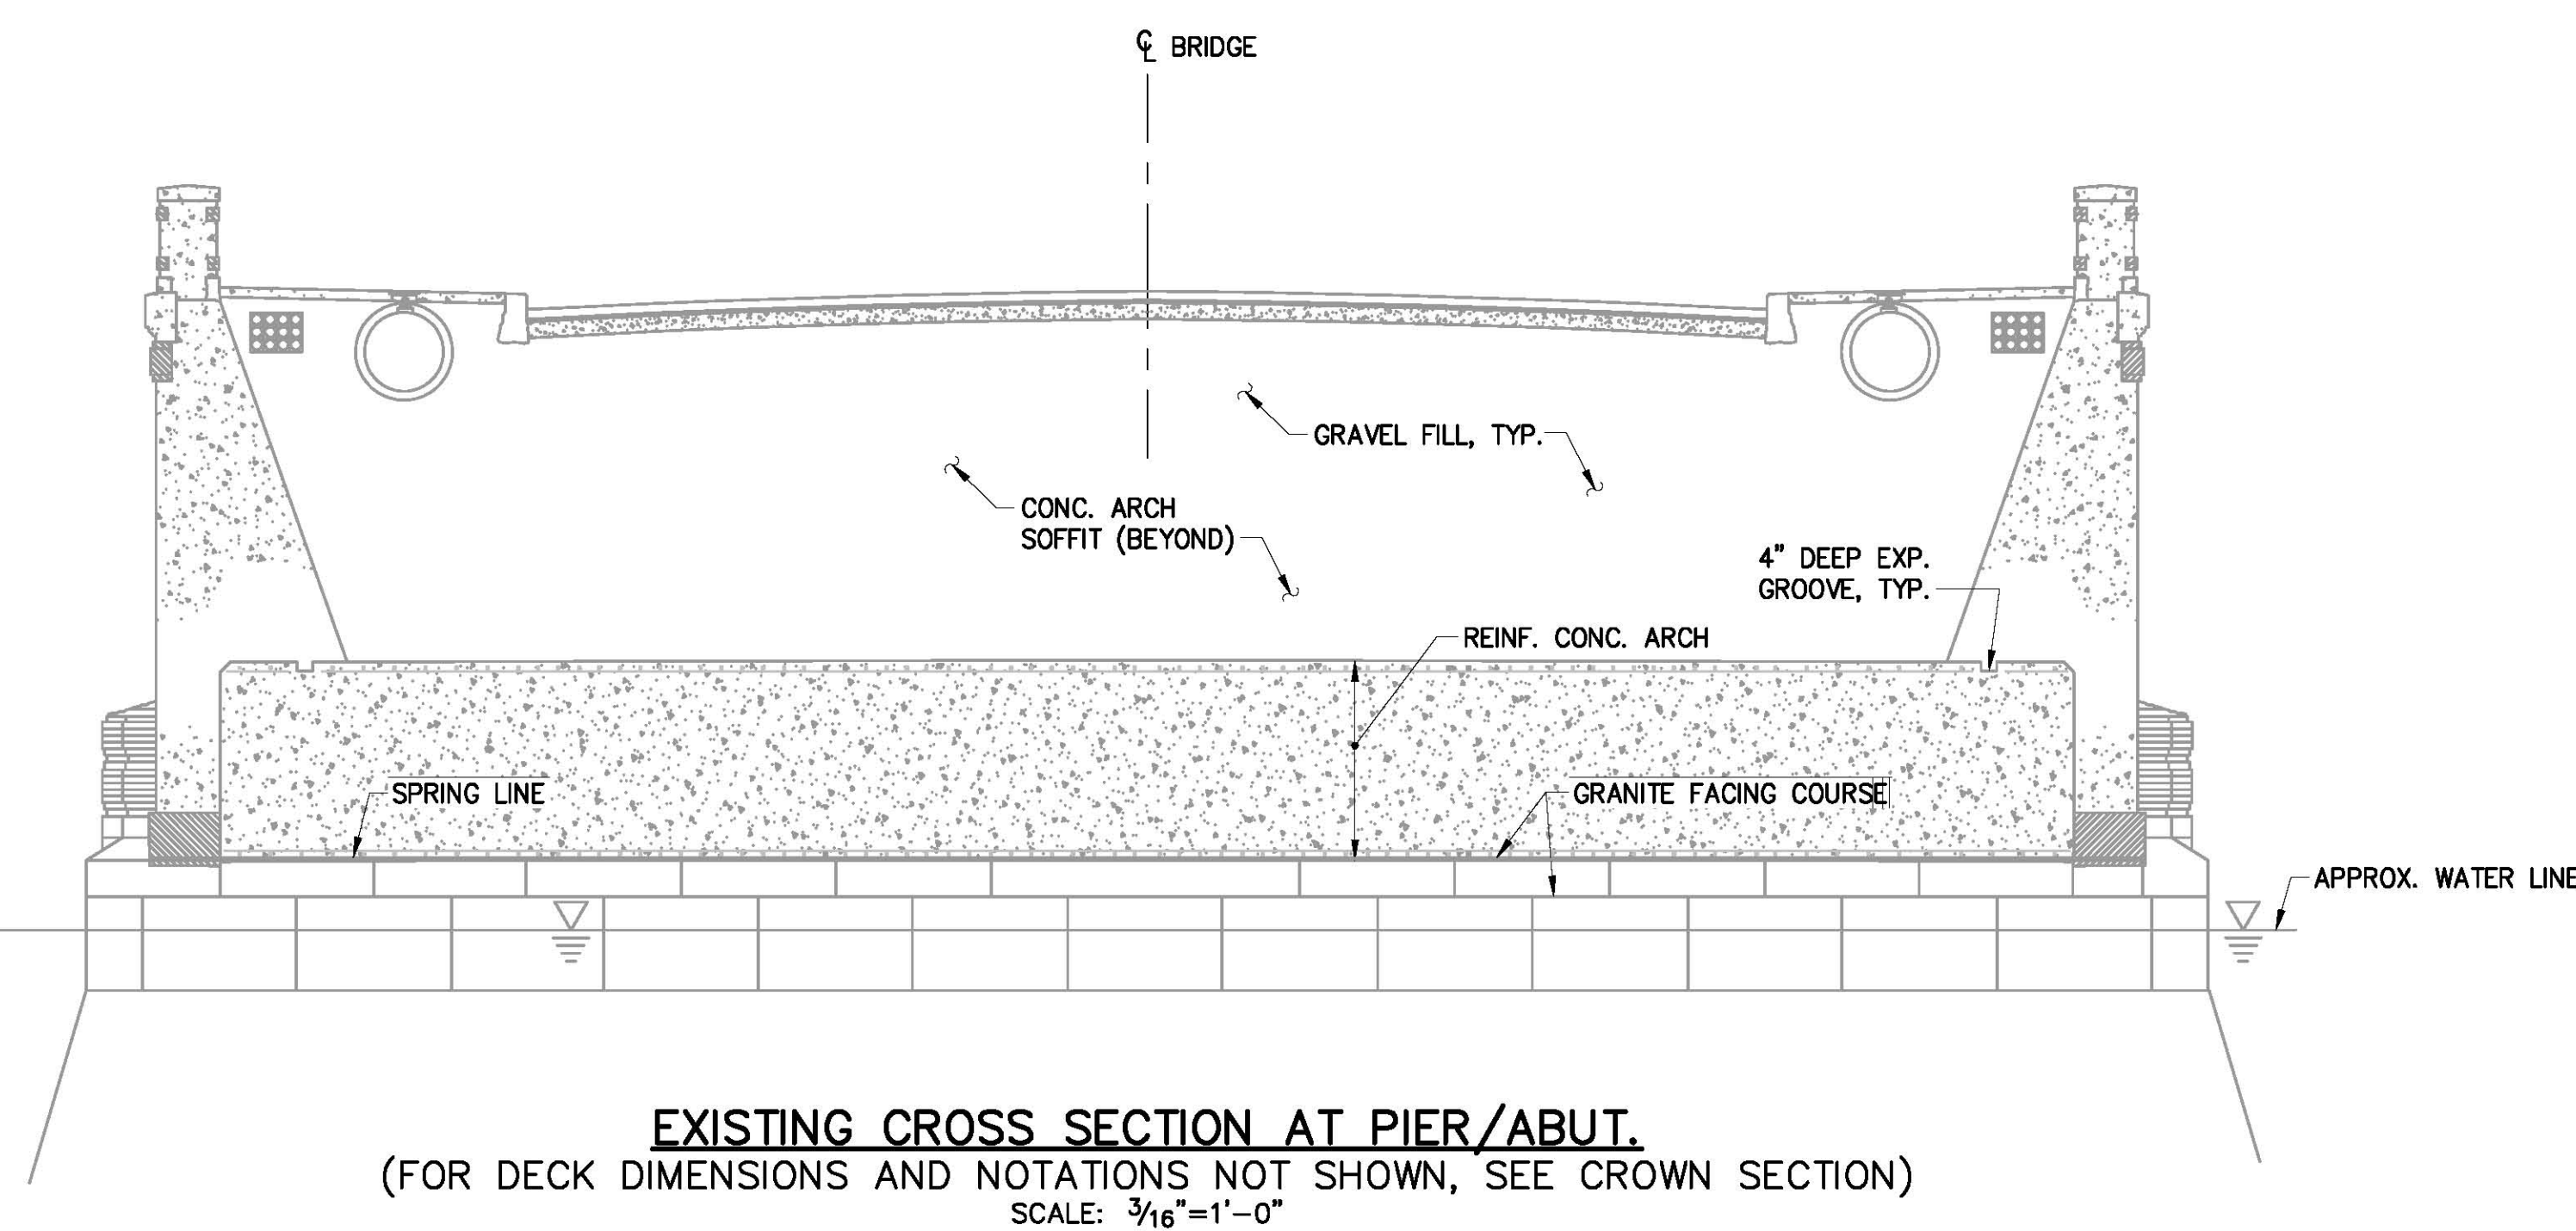 ℄ BRIDGE
GRAVEL FILL, TYP.
CONC. ARCH
SOFFIT (BEYOND)
4" DEEP EXP.
GROOVE, TYP.
REINF. CONC. ARCH
SPRING LINE
GRANITE FACING COURSE
APPROX. WATER LINE
EXISTING CROSS SECTION AT PIER/ABUT.
(FOR DECK DIMENSIONS AND NOTATIONS NOT SHOWN, SEE CROWN SECTION)
SCALE: 3/16"=1'-0"